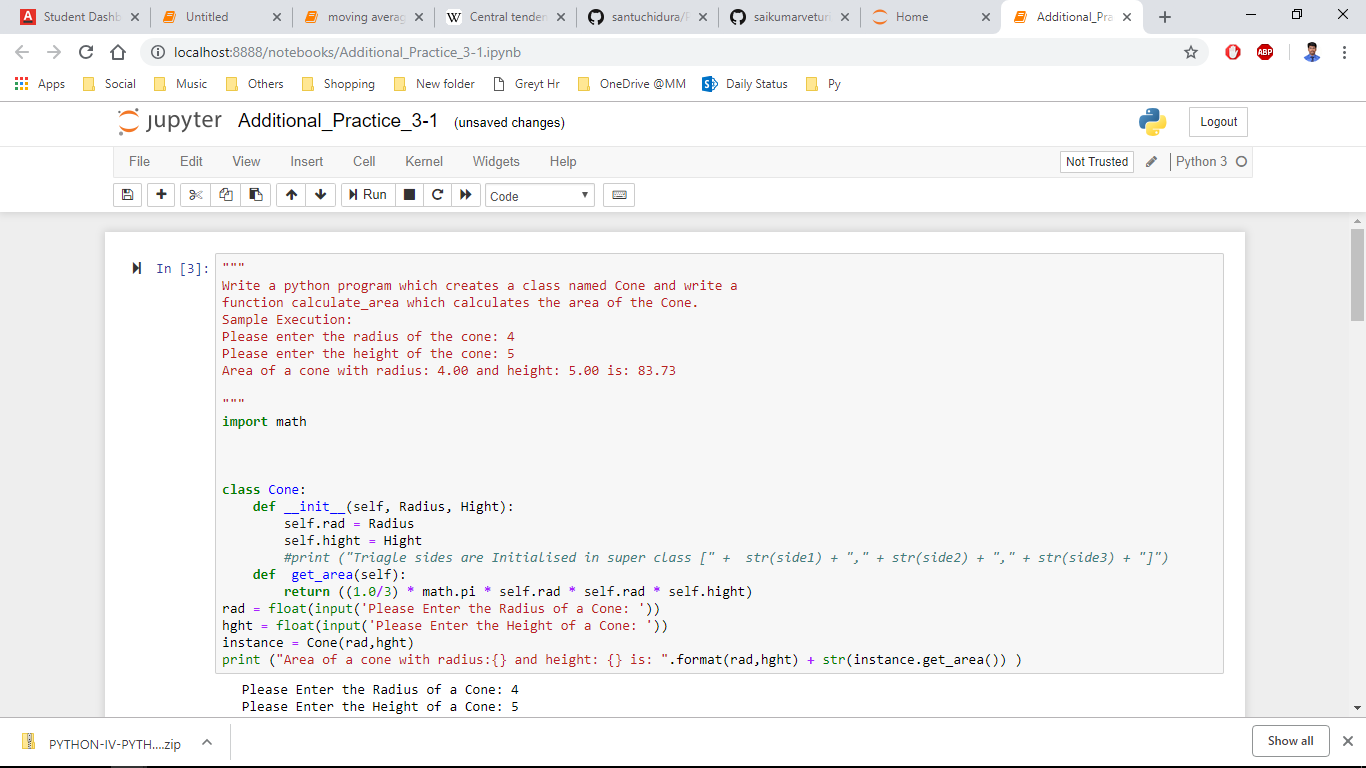 Student Dashb
Untitled
moving averag
Central tenden
santuchidura/P
saikumarveturi
Home
Additional_Pra
localhost:8888/notebooks/Additional_Practice_3-1.ipynb
ABP
Apps
Social
Music
Others
Shopping
New folder
Greyt Hr
OneDrive @MM
Daily Status
Py
jupyter Additional_Practice_3-1 (unsaved changes)
Logout
File Edit View Insert Cell Kernel Widgets Help
Not Trusted
Python 3
Run
Code
In [3]:
"""
Write a python program which creates a class named Cone and write a
function calculate_area which calculates the area of the Cone.
Sample Execution:
Please enter the radius of the cone: 4
Please enter the height of the cone: 5
Area of a cone with radius: 4.00 and height: 5.00 is: 83.73
"""
import math
class Cone:
    def __init__(self, Radius, Hight):
        self.rad = Radius
        self.hight = Hight
        #print ("Triagle sides are Initialised in super class [" +  str(side1) + "," + str(side2) + "," + str(side3) + "]")
    def  get_area(self):
        return ((1.0/3) * math.pi * self.rad * self.rad * self.hight)
rad = float(input('Please Enter the Radius of a Cone: '))
hght = float(input('Please Enter the Height of a Cone: '))
instance = Cone(rad,hght)
print ("Area of a cone with radius:{} and height: {} is: ".format(rad,hght) + str(instance.get_area()) )
Please Enter the Radius of a Cone: 4
Please Enter the Height of a Cone: 5
PYTHON-IV-PYTH....zip
Show all